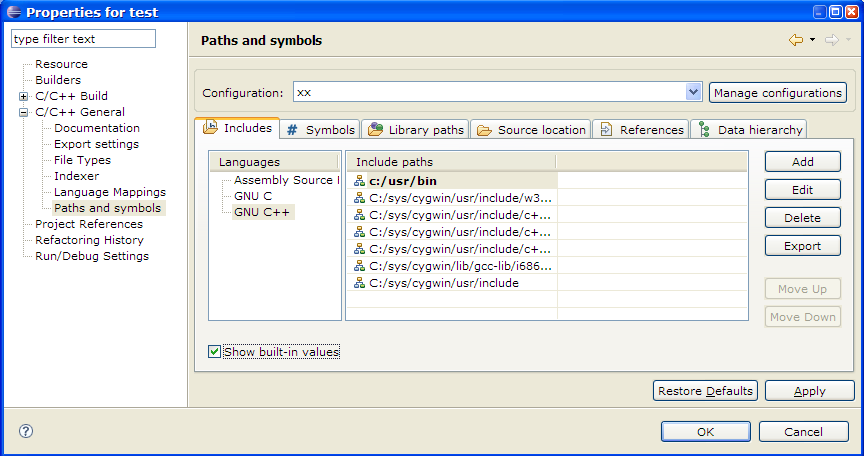 Properties for test
type filter text
Paths and symbols
Resource
Builders
C/C++ Build
C/C++ General
Documentation
Export settings
File Types
Indexer
Language Mappings
Paths and symbols
Project References
Refactoring History
Run/Debug Settings
Configuration: xx Manage configurations
Includes # Symbols Library paths Source location References Data hierarchy
Languages
Assembly Source
GNU C
GNU C++
Include paths
c:/usr/bin
C:/sys/cygwin/usr/include/w3...
C:/sys/cygwin/usr/include/c+...
C:/sys/cygwin/usr/include/c+...
C:/sys/cygwin/usr/include/c+...
C:/sys/cygwin/lib/gcc-lib/i686...
C:/sys/cygwin/usr/include
Add
Edit
Delete
Export
Move Up
Move Down
Show built-in values
Restore Defaults Apply
? OK Cancel